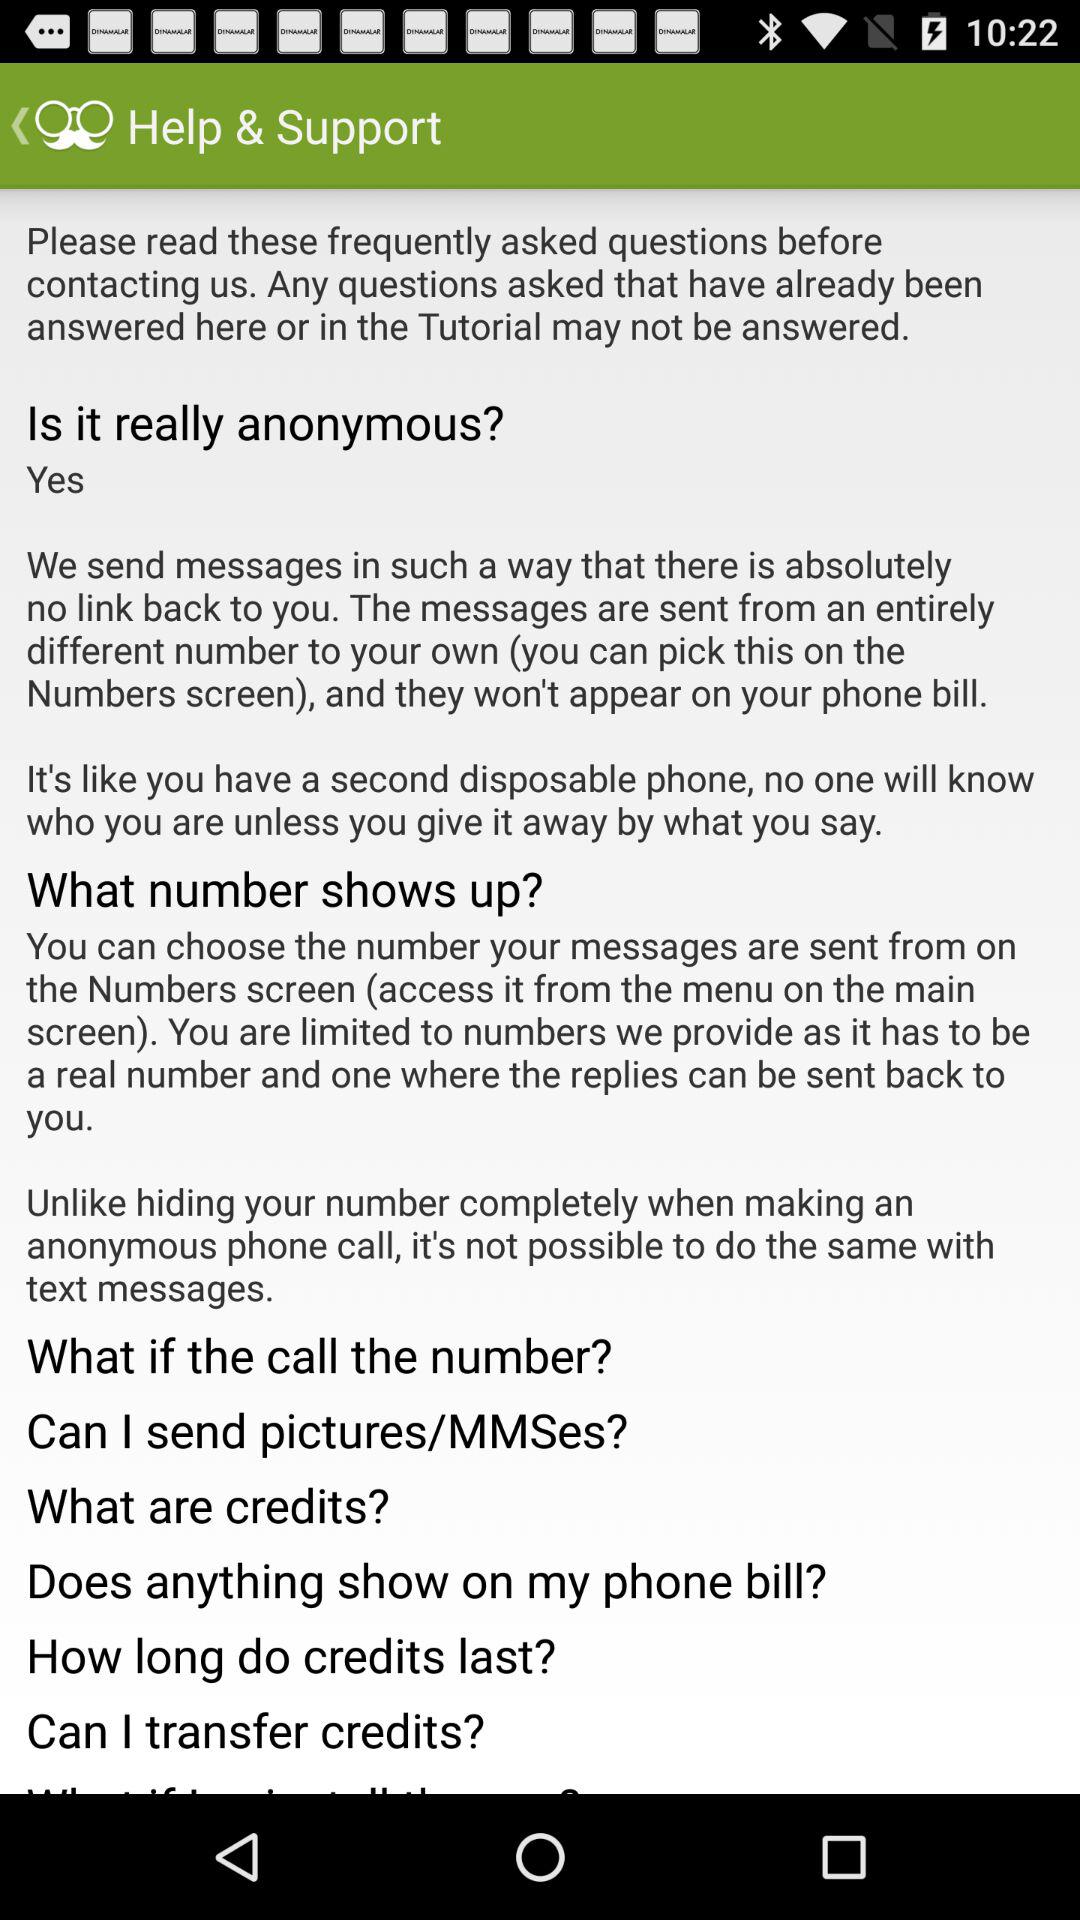 DINAMALAR DINAMALAR DINAMALAR DINAMALAR DINAMALAR DINAMALAR DINAMALAR DINAMALAR DINAMALAR DINAMALAR 10:22
Help & Support
Please read these frequently asked questions before
contacting us. Any questions asked that have already been
answered here or in the Tutorial may not be answered.
Is it really anonymous?
Yes
We send messages in such a way that there is absolutely
no link back to you. The messages are sent from an entirely
different number to your own (you can pick this on the
Numbers screen), and they won't appear on your phone bill.
It's like you have a second disposable phone, no one will know
who you are unless you give it away by what you say.
What number shows up?
You can choose the number your messages are sent from on
the Numbers screen (access it from the menu on the main
screen). You are limited to numbers we provide as it has to be
a real number and one where the replies can be sent back to
you.
Unlike hiding your number completely when making an
anonymous phone call, it's not possible to do the same with
text messages.
What if the call the number?
Can I send pictures/MMSes?
What are credits?
Does anything show on my phone bill?
How long do credits last?
Can I transfer credits?